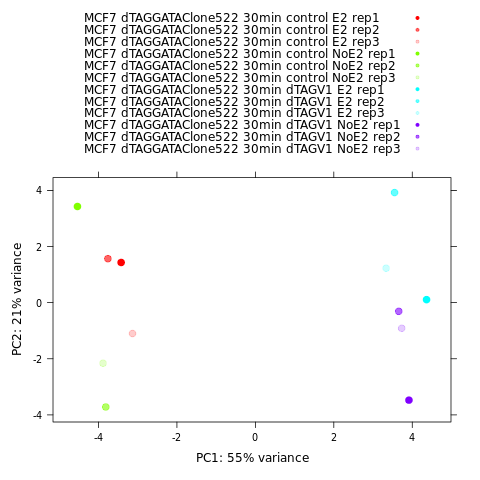 MCF7 dTAGGATAClone522 30min control E2 rep1
MCF7 dTAGGATAClone522 30min control E2 rep2
MCF7 dTAGGATAClone522 30min control E2 rep3
MCF7 dTAGGATAClone522 30min control NoE2 rep1
MCF7 dTAGGATAClone522 30min control NoE2 rep2
MCF7 dTAGGATAClone522 30min control NoE2 rep3
MCF7 dTAGGATAClone522 30min dTAGV1 E2 rep1
MCF7 dTAGGATAClone522 30min dTAGV1 E2 rep2
MCF7 dTAGGATAClone522 30min dTAGV1 E2 rep3
MCF7 dTAGGATAClone522 30min dTAGV1 NoE2 rep1
MCF7 dTAGGATAClone522 30min dTAGV1 NoE2 rep2
MCF7 dTAGGATAClone522 30min dTAGV1 NoE2 rep3
PC2: 21% variance
4
2
0
-2
-4
-4 -2 0 2 4
PC1: 55% variance